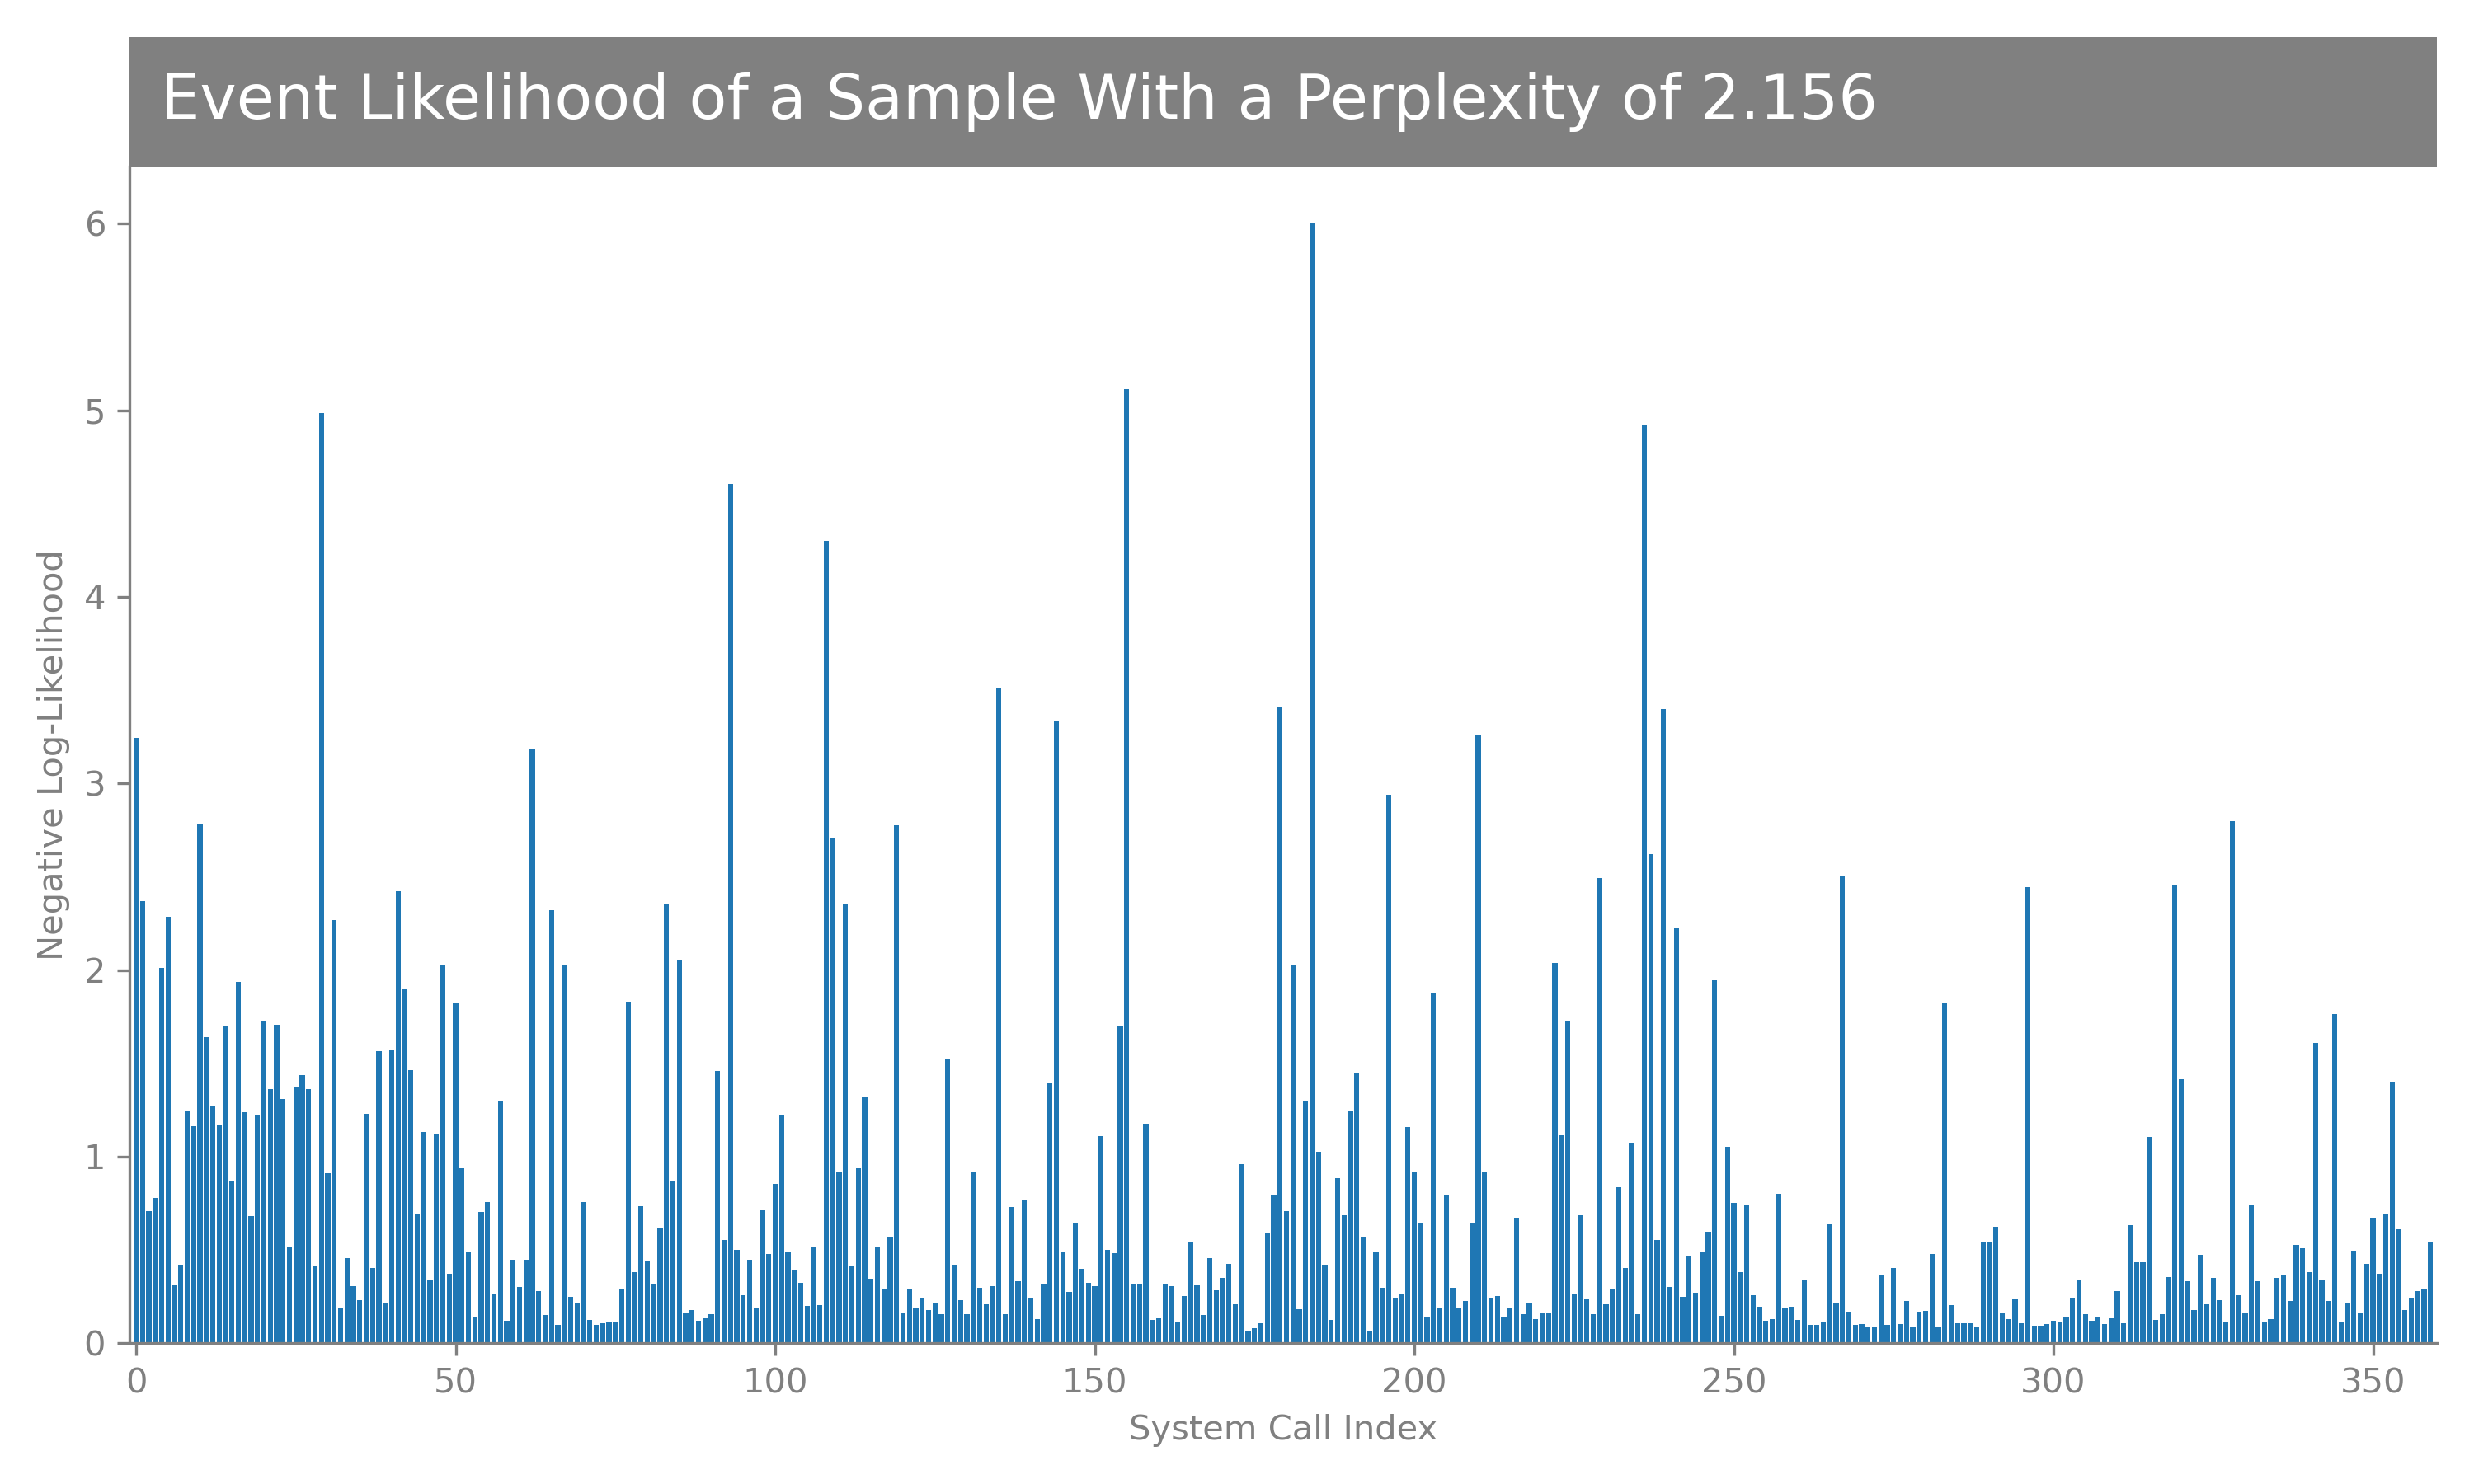 Event Likelihood of a Sample With a Perplexity of 2.156
6
5
4
3
2
1
0
Negative Log-Likelihood
0 50 100 150 200 250 300 350
System Call Index